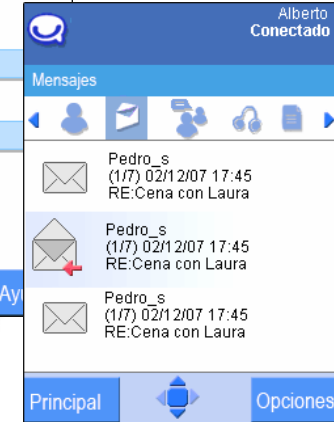 Alberto
Conectado
Mensajes
Pedro_s
(1/7) 02/12/07 17:45
RE:Cena con Laura
Pedro_s
(1/7) 02/12/07 17:45
RE:Cena con Laura
Pedro_s
(1/7) 02/12/07 17:45
RE:Cena con Laura
Ayu
Principal
Opciones